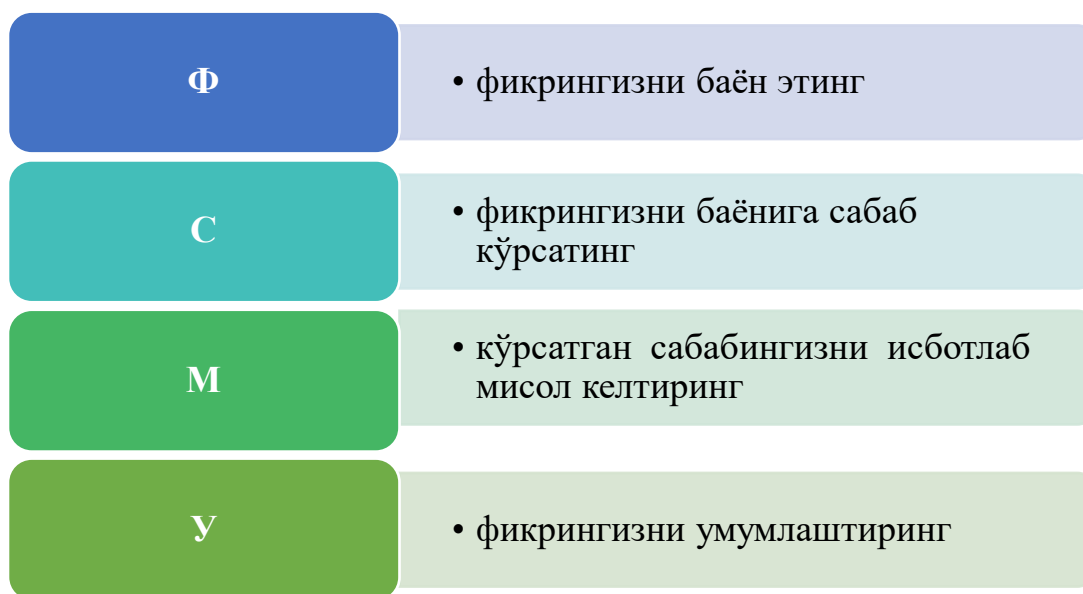 Ф
• фикрингизни баён этинг
С
• фикрингизни баёнига сабаб
кўрсатинг
М
• кўрсатган сабабингизни исботлаб
мисол келтиринг
У
• фикрингизни умумлаштиринг